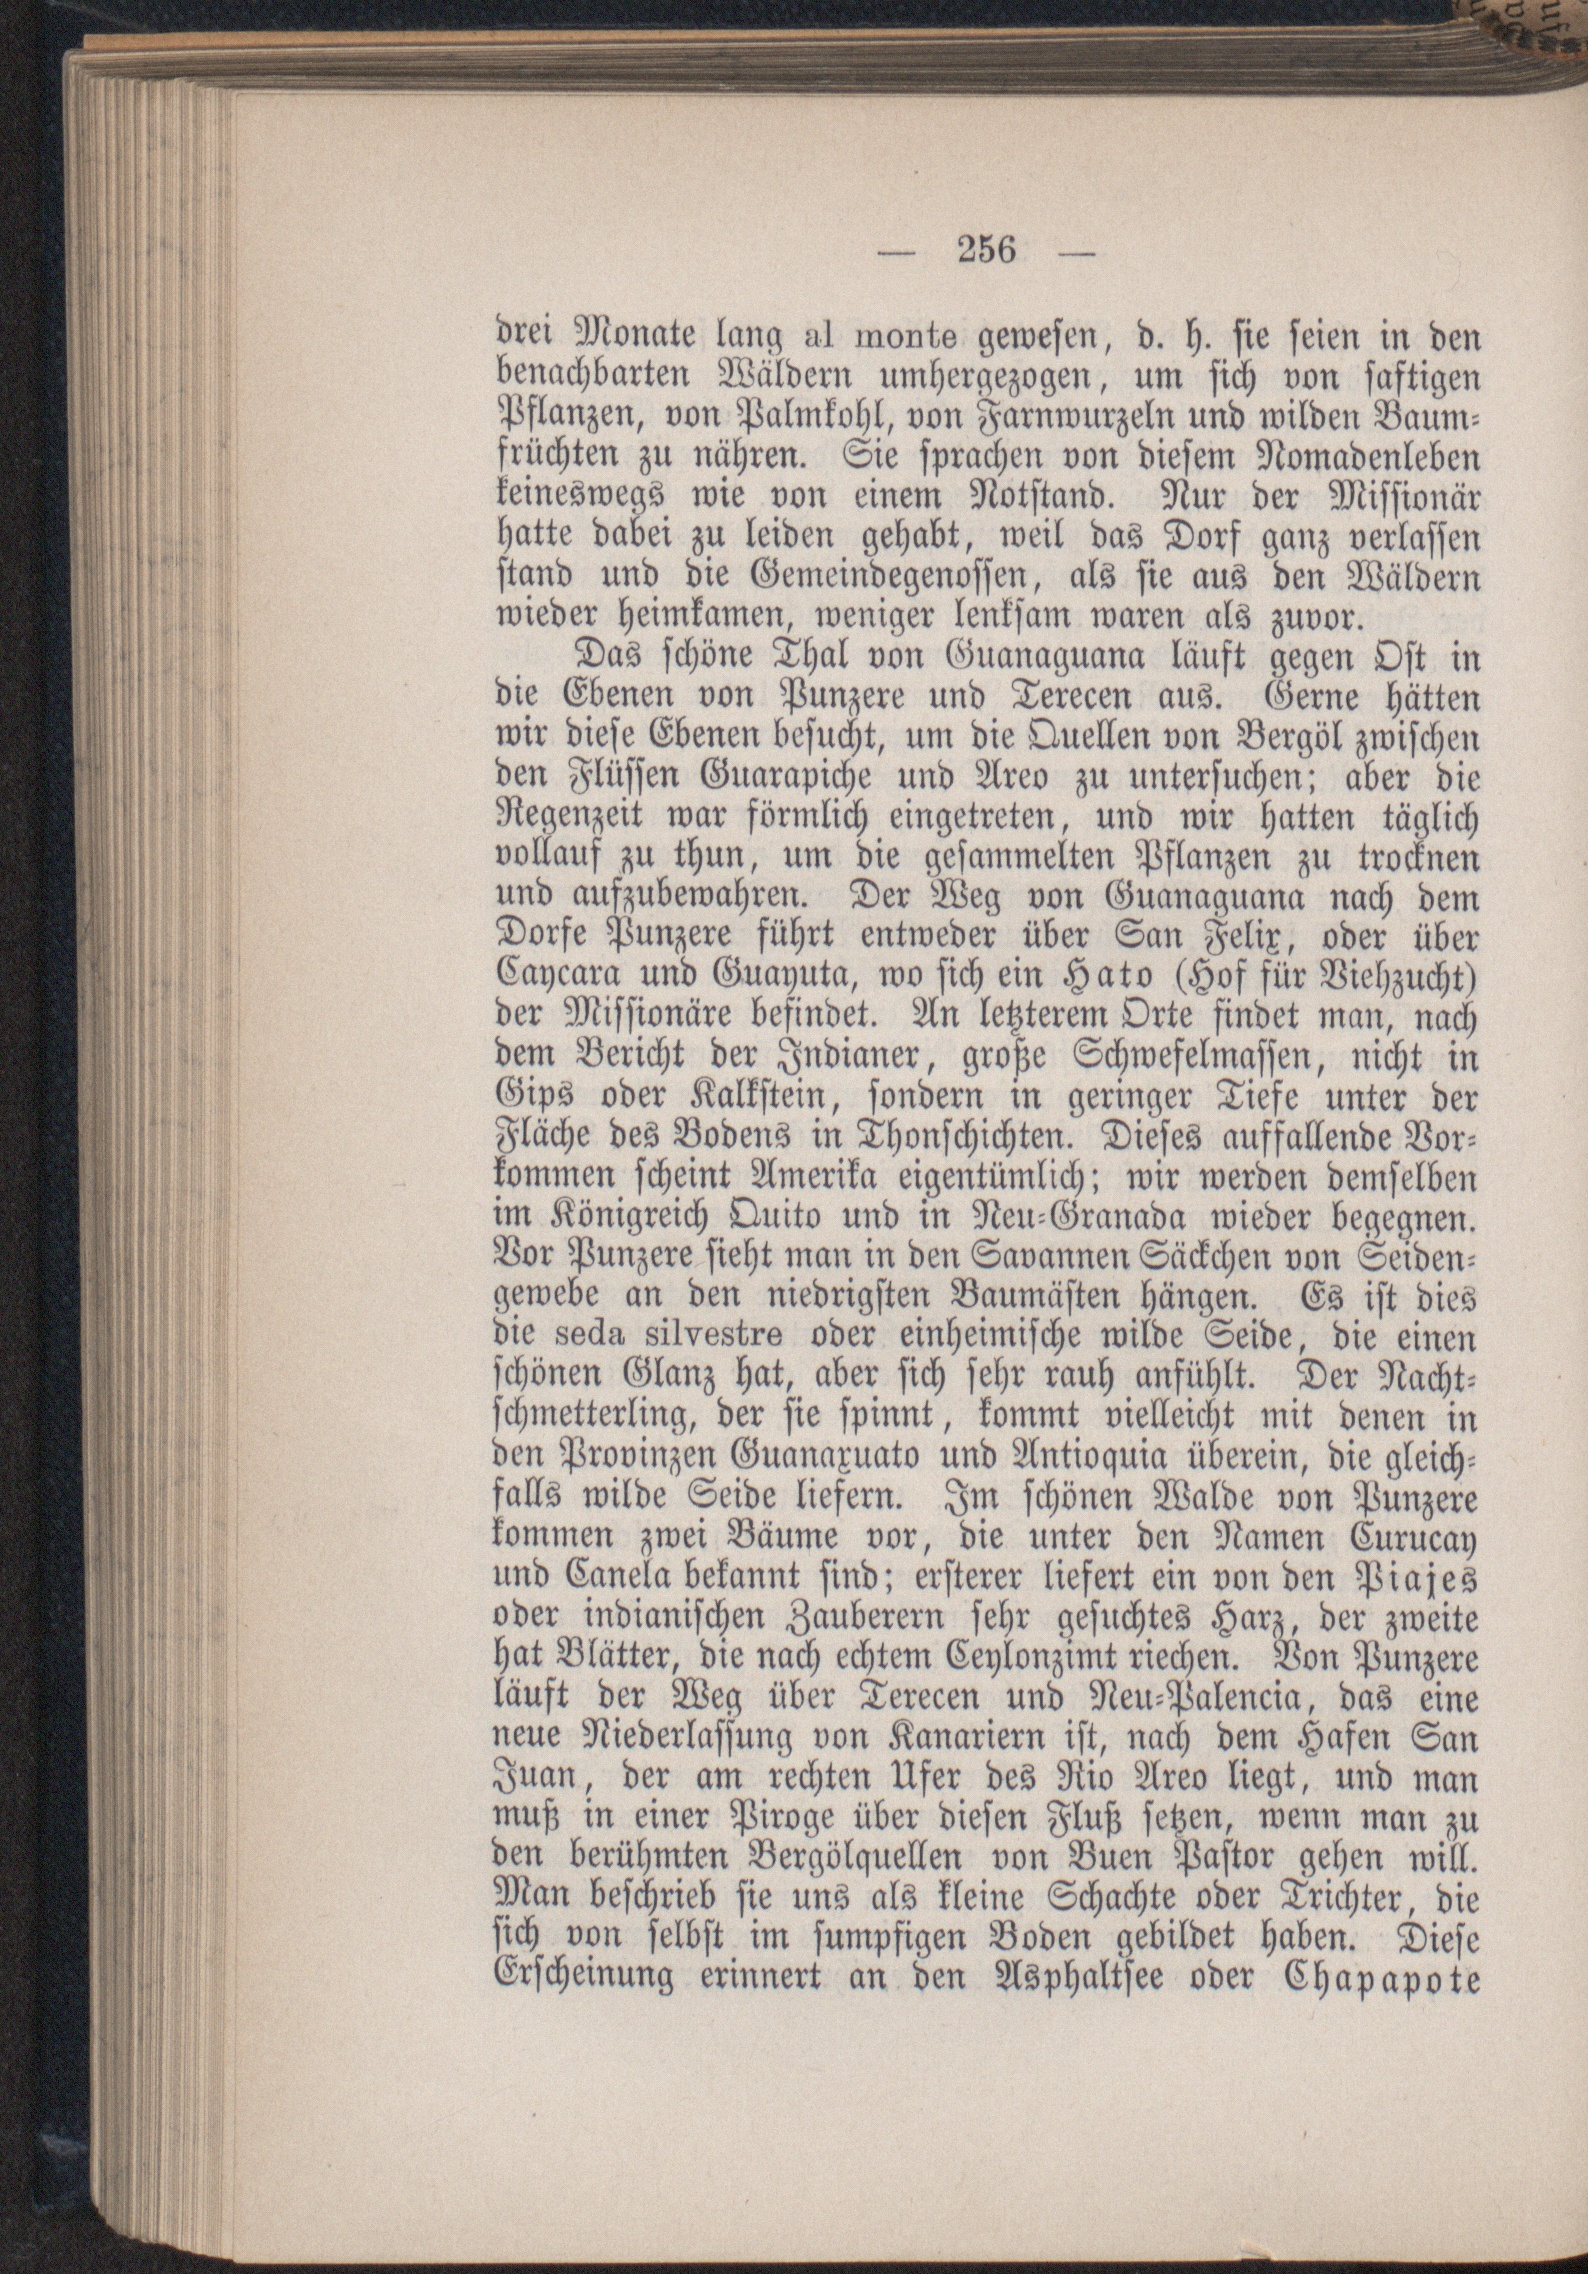 — 256 —
drei Monate lang al monte gewesen, d. h. sie seien in den
benachbarten Wäldern umhergezogen, um sich von saftigen
Pflanzen, von Palmkohl, von Farnwurzeln und wilden Baum-
früchten zu nähren. Sie sprachen von diesem Nomadenleben
keineswegs wie von einem Notstand. Nur der Missionär
hatte dabei zu leiden gehabt, weil das Dorf ganz verlassen
stand und die Gemeindegenossen, als sie aus den Wäldern
wieder heimkamen, weniger lenksam waren als zuvor.
Das schöne Thal von Guanaguana läuft gegen Ost in
die Ebenen von Punzere und Terecen aus. Gerne hätten
wir diese Ebenen besucht, um die Quellen von Bergöl zwischen
den Flüssen Guarapiche und Areo zu untersuchen; aber die
Regenzeit war förmlich eingetreten, und wir hatten täglich
vollauf zu thun, um die gesammelten Pflanzen zu trocknen
und aufzubewahren. Der Weg von Guanaguana nach dem
Dorfe Punzere führt entweder über San Felix, oder über
Caycara und Guayuta, wo sich ein Hato (Hof für Viehzucht)
der Missionäre befindet. An letzterem Orte findet man, nach
dem Bericht der Indianer, große Schwefelmassen, nicht in
Gips oder Kalkstein, sondern in geringer Tiefe unter der
Fläche des Bodens in Thonschichten. Dieses auffallende Vor-
kommen scheint Amerika eigentümlich; wir werden demselben
im Königreich Quito und in Neu-Granada wieder begegnen.
Vor Punzere sieht man in den Savannen Säckchen von Seiden-
gewebe an den niedrigsten Baumästen hängen. Es ist dies
die seda silvestre oder einheimische wilde Seide, die einen
schönen Glanz hat, aber sich sehr rauh anfühlt. Der Nacht-
schmetterling, der sie spinnt, kommt vielleicht mit denen in
den Provinzen Guanaxuato und Antioquia überein, die gleich-
falls wilde Seide liefern. Im schönen Walde von Punzere
kommen zwei Bäume vor, die unter den Namen Curucay
und Canela bekannt sind; ersterer liefert ein von den Piajes
oder indianischen Zauberern sehr gesuchtes Harz, der zweite
hat Blätter, die nach echtem Ceylonzimt riechen. Von Punzere
läuft der Weg über Terecen und Neu-Palencia, das eine
neue Niederlassung von Kanariern ist, nach dem Hafen San
Juan, der am rechten Ufer des Rio Areo liegt, und man
muß in einer Piroge über diesen Fluß setzen, wenn man zu
den berühmten Bergölquellen von Buen Pastor gehen will.
Man beschrieb sie uns als kleine Schachte oder Trichter, die
sich von selbst im sumpfigen Boden gebildet haben. Diese
Erscheinung erinnert an den Asphaltsee oder Chapapote